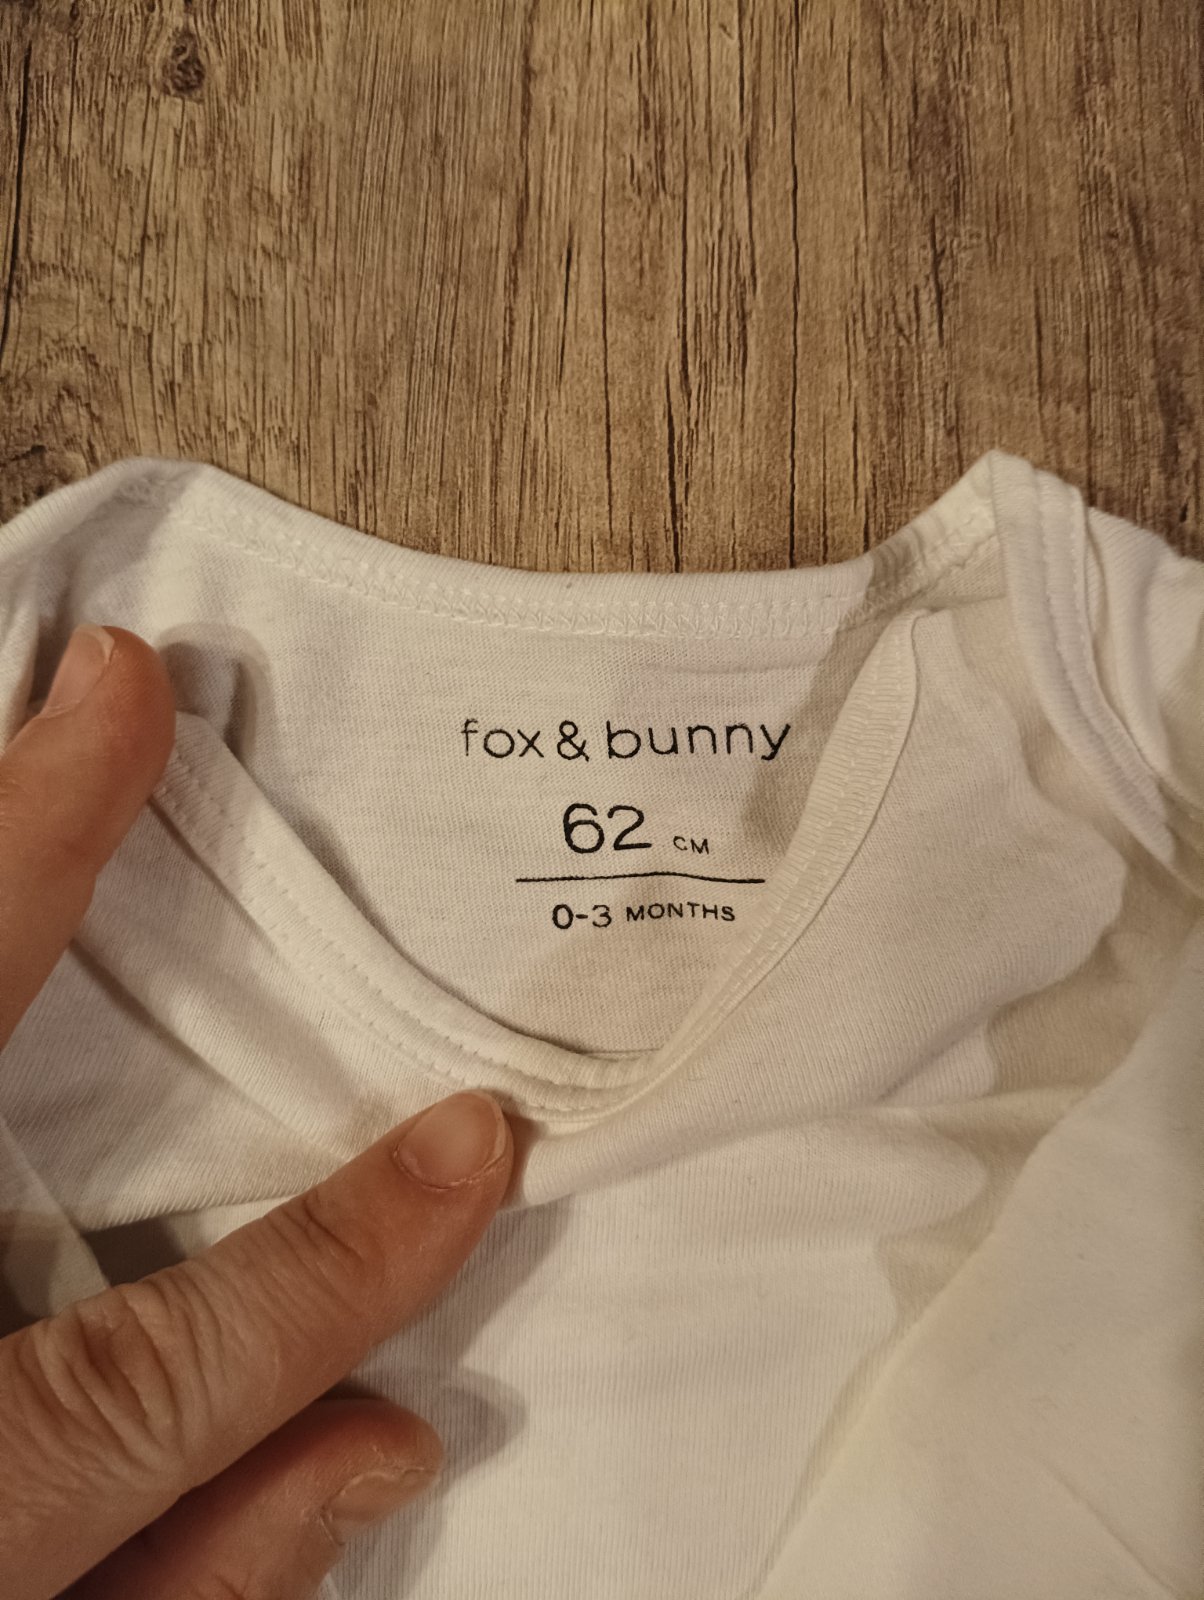 fox & bunny
62 CM
0-3 MONTHS